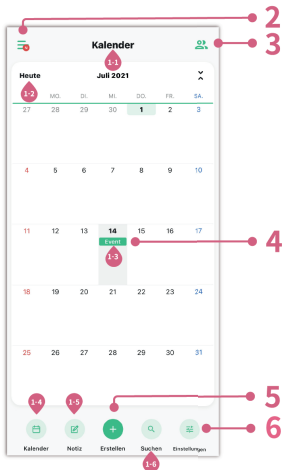 2
Kalender
3
1-1
Heute
Juli 2021
1-2
MO. DI. MI. DO. FR. SA.
27 28 29 30 1 2 3
4 5 6 7 8 9 10
11 12 13 14 15 16 17
Event
4
1-3
18 19 20 21 22 23 24
25 26 27 28 29 30 31
5
1-4
1-5
6
Kalender Notiz Erstellen Suchen Einstellungen
1-6